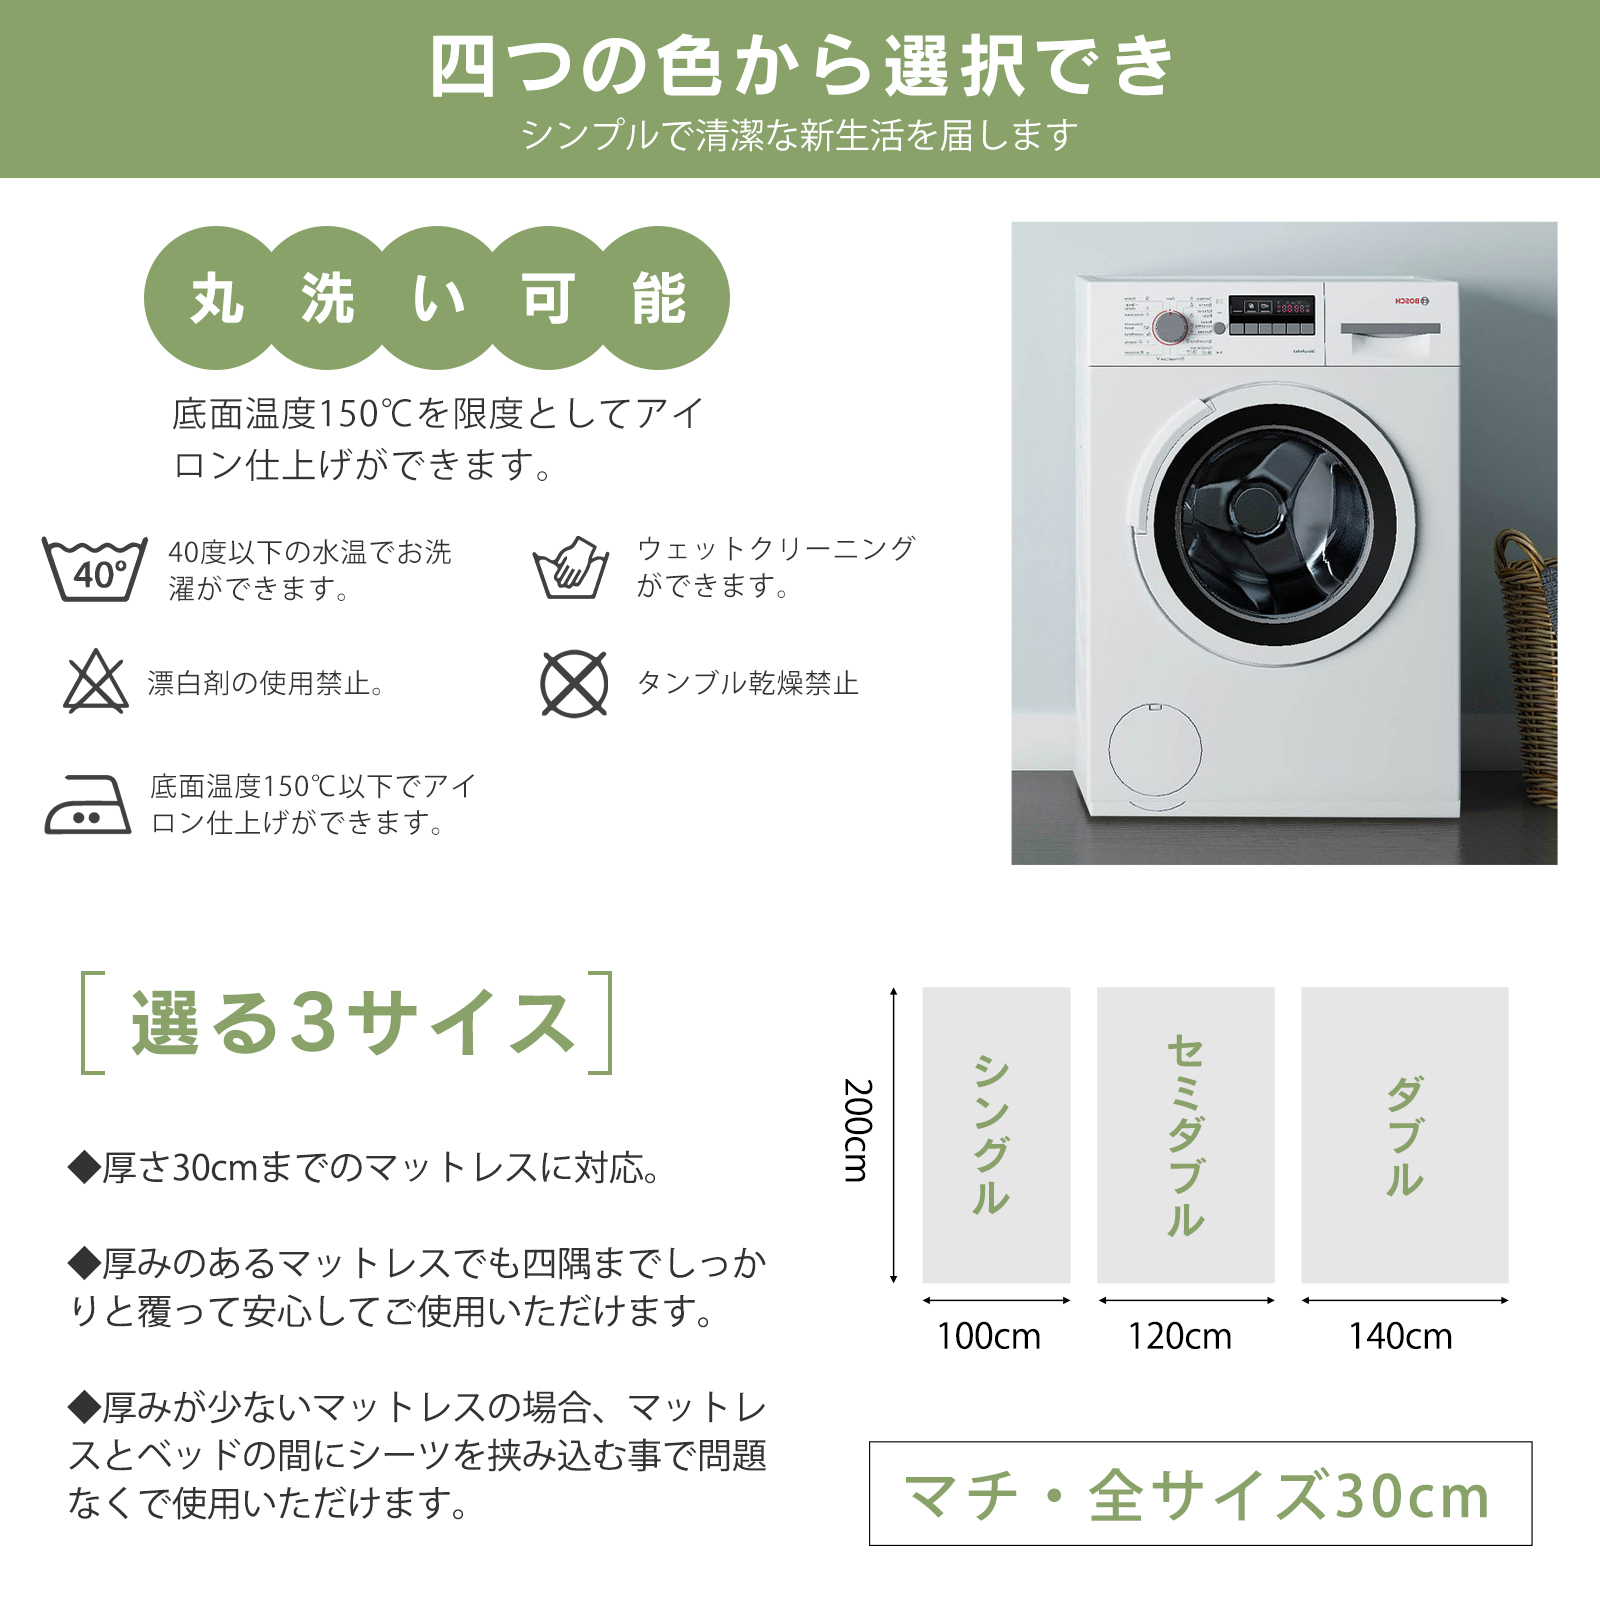 四つの色から選択でき
シンプルで清潔な新生活を届します
丸洗い可能
底面温度150℃を限度としてアイ
ロン仕上げができます。
40°
40度以下の水温でお洗
濯ができます。
ウェットクリーニング
ができます。
漂白剤の使用禁止。
タンブル乾燥禁止
底面温度150℃以下でアイ
ロン仕上げができます。
BOSCH
選る3サイス
◆厚さ30cmまでのマットレスに対応。
◆厚みのあるマットレスでも四隅までしっか
りと覆って安心してご使用いただけます。
◆厚みが少ないマットレスの場合、マットレ
スとベッドの間にシーツを挟み込む事で問題
なくで使用いただけます。
200cm
シングル
セミダブル
ダブル
100cm
120cm
140cm
マチ・全サイズ30cm